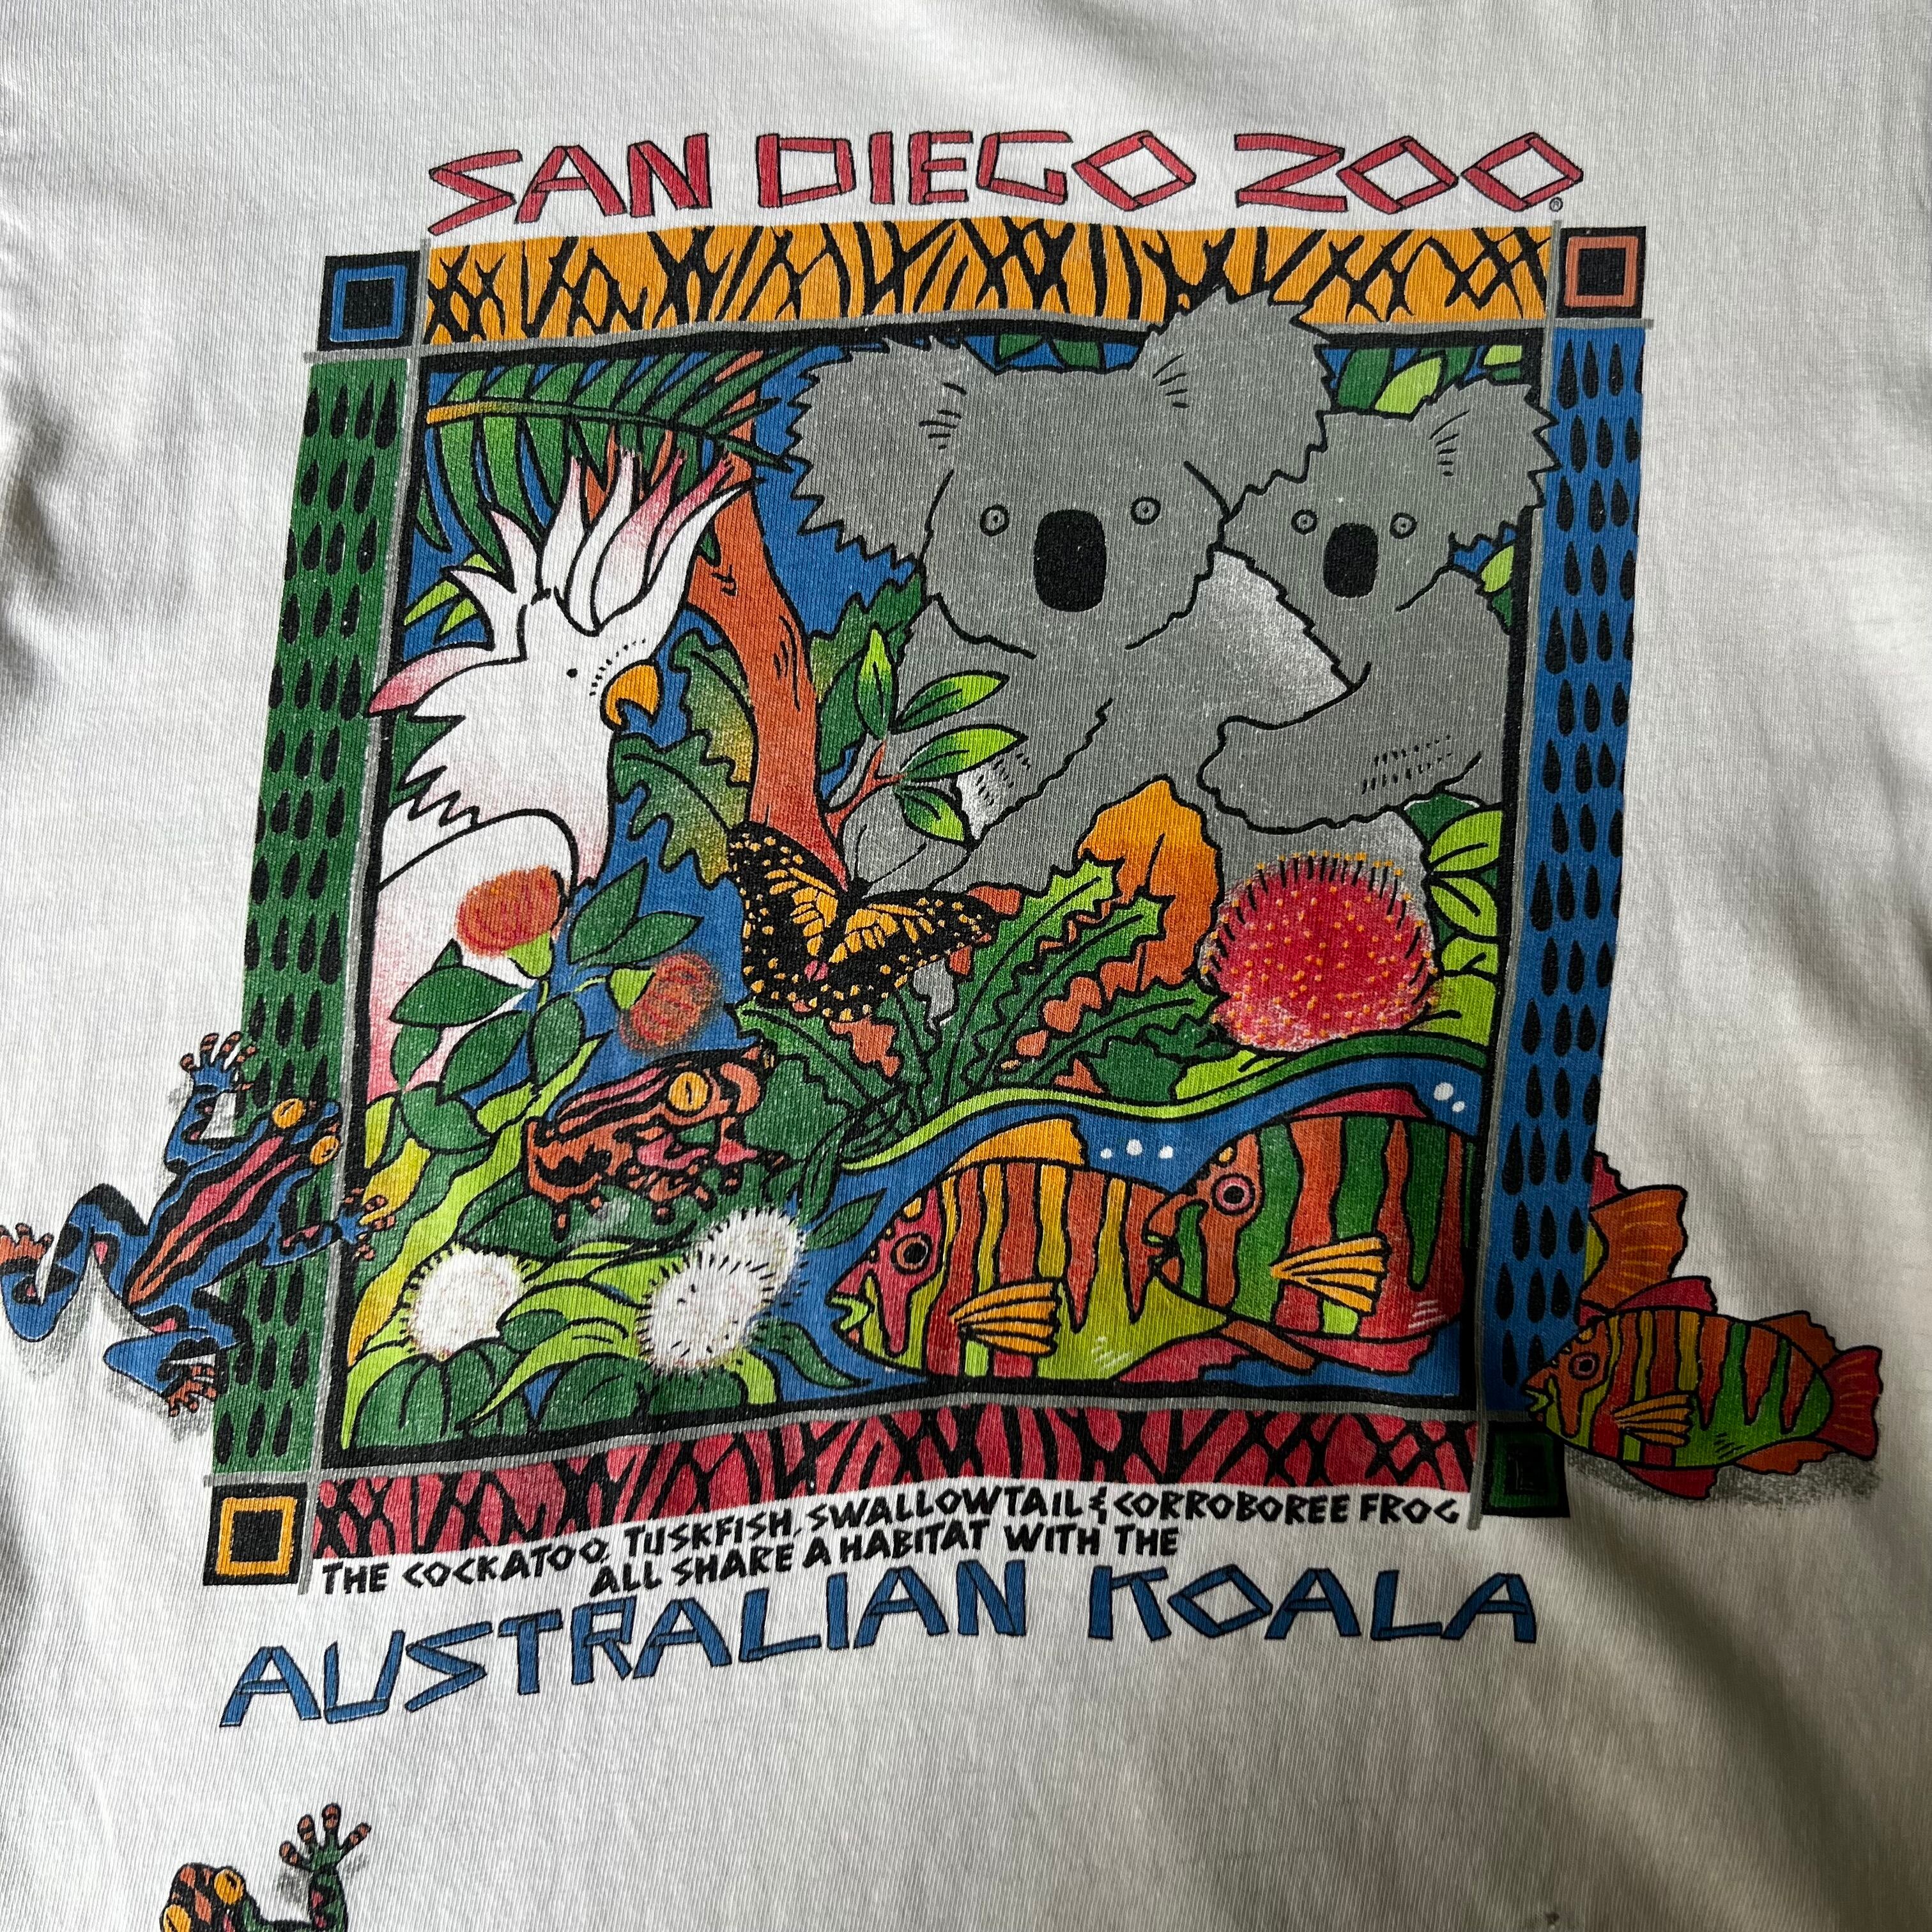 SAN DIEGO ZOO®
THE COCKATOO, TUSKFISH, SWALLOWTAIL & CORROBOREE FROG
ALL SHARE A HABITAT WITH THE
AUSTRALIAN KOALA